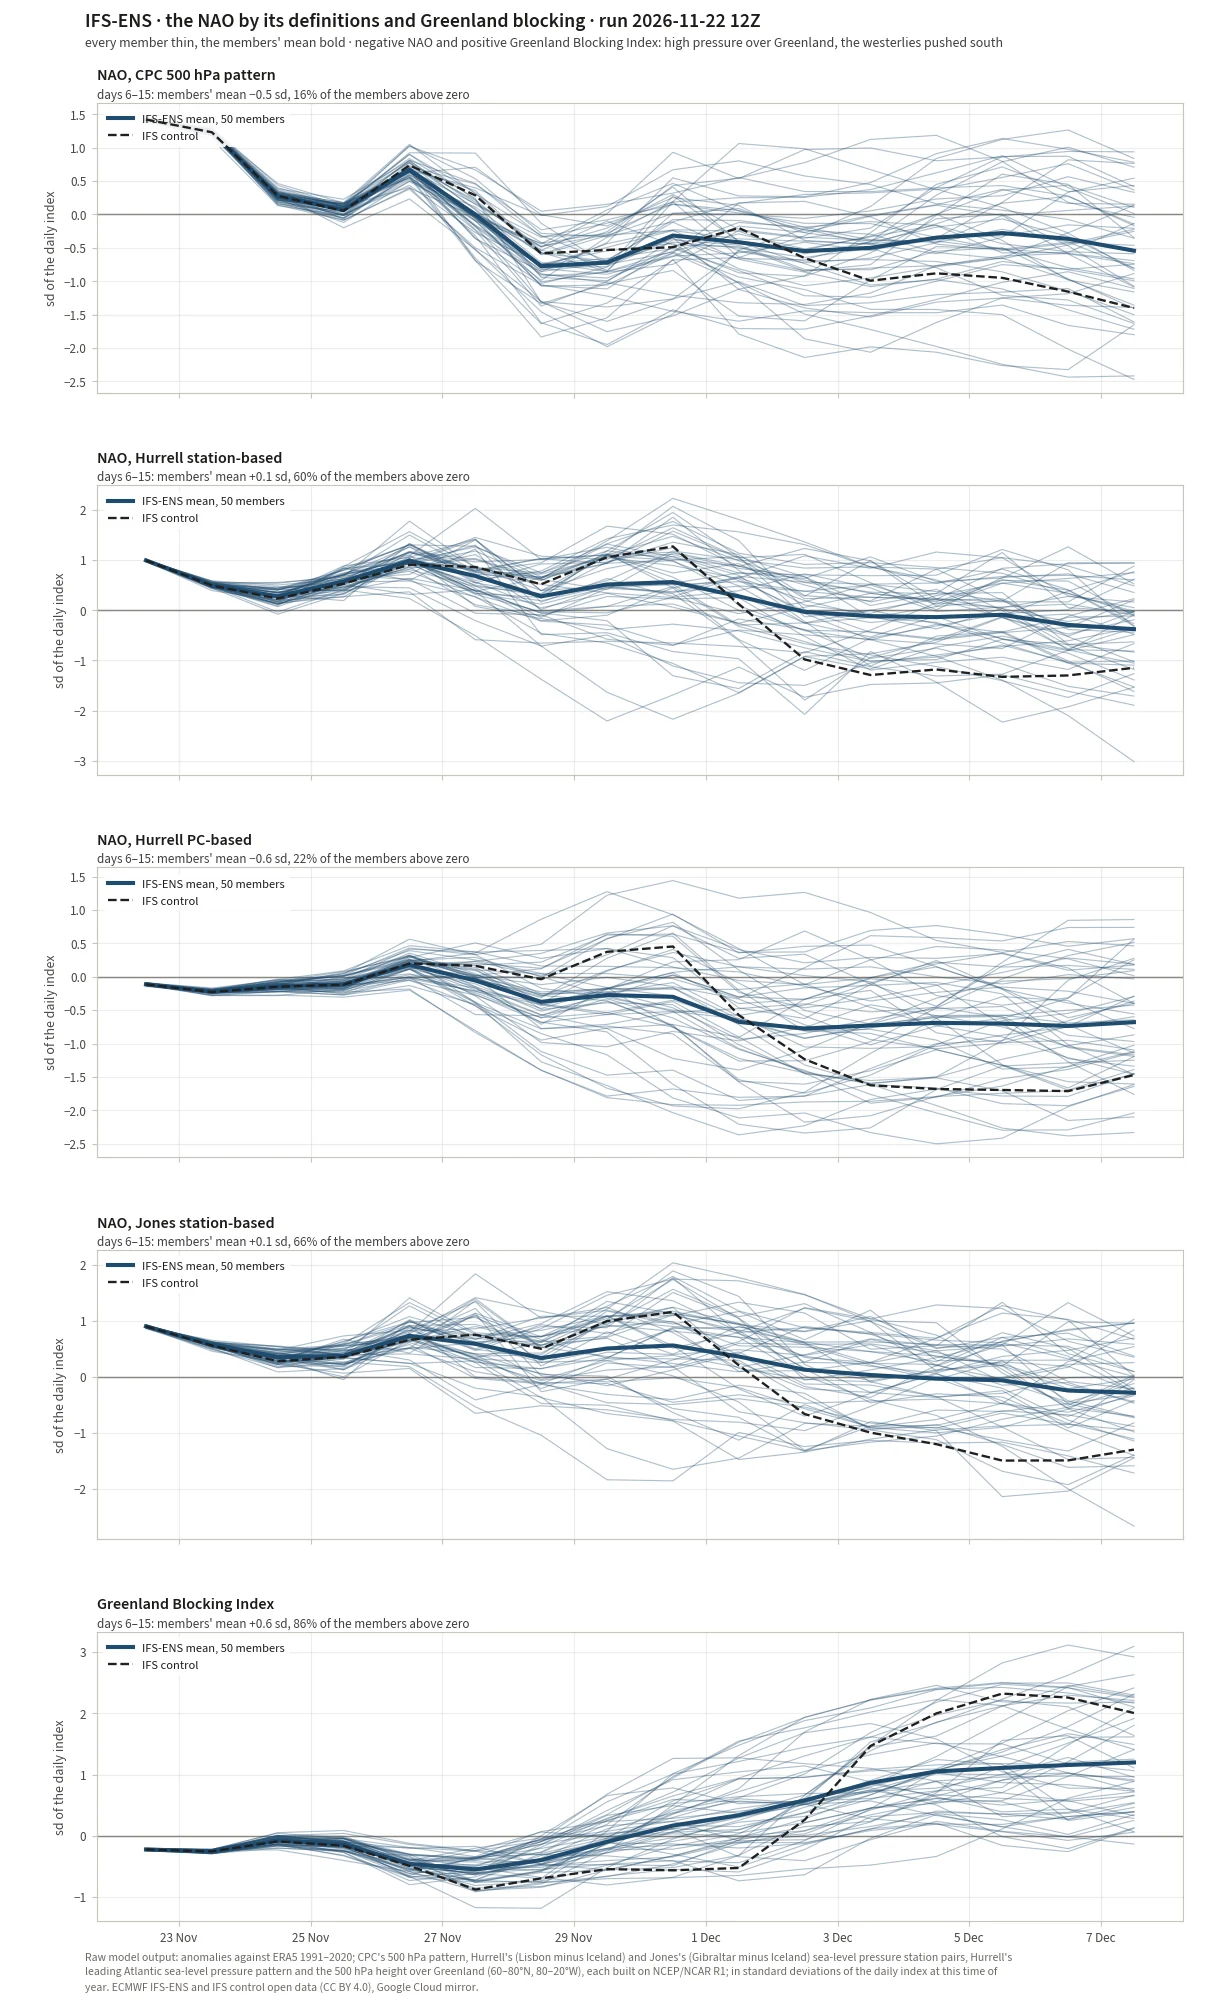 IFS-ENS · the NAO by its definitions and Greenland blocking · run 2026-11-22 12Z
every member thin, the members' mean bold · negative NAO and positive Greenland Blocking Index: high pressure over Greenland, the westerlies pushed south
NAO, CPC 500 hPa pattern
days 6–15: members' mean −0.5 sd, 16% of the members above zero
IFS-ENS mean, 50 members
IFS control
1.5
1.0
0.5
0.0
−0.5
−1.0
−1.5
−2.0
−2.5
sd of the daily index
NAO, Hurrell station-based
days 6–15: members' mean +0.1 sd, 60% of the members above zero
IFS-ENS mean, 50 members
IFS control
2
1
0
−1
−2
−3
sd of the daily index
NAO, Hurrell PC-based
days 6–15: members' mean −0.6 sd, 22% of the members above zero
IFS-ENS mean, 50 members
IFS control
1.5
1.0
0.5
0.0
−0.5
−1.0
−1.5
−2.0
−2.5
sd of the daily index
NAO, Jones station-based
days 6–15: members' mean +0.1 sd, 66% of the members above zero
IFS-ENS mean, 50 members
IFS control
2
1
0
−1
−2
sd of the daily index
Greenland Blocking Index
days 6–15: members' mean +0.6 sd, 86% of the members above zero
IFS-ENS mean, 50 members
IFS control
3
2
1
0
−1
sd of the daily index
23 Nov 25 Nov 27 Nov 29 Nov 1 Dec 3 Dec 5 Dec 7 Dec
Raw model output: anomalies against ERA5 1991–2020; CPC's 500 hPa pattern, Hurrell's (Lisbon minus Iceland) and Jones's (Gibraltar minus Iceland) sea-level pressure station pairs, Hurrell's
leading Atlantic sea-level pressure pattern and the 500 hPa height over Greenland (60–80°N, 80–20°W), each built on NCEP/NCAR R1; in standard deviations of the daily index at this time of
year. ECMWF IFS-ENS and IFS control open data (CC BY 4.0), Google Cloud mirror.